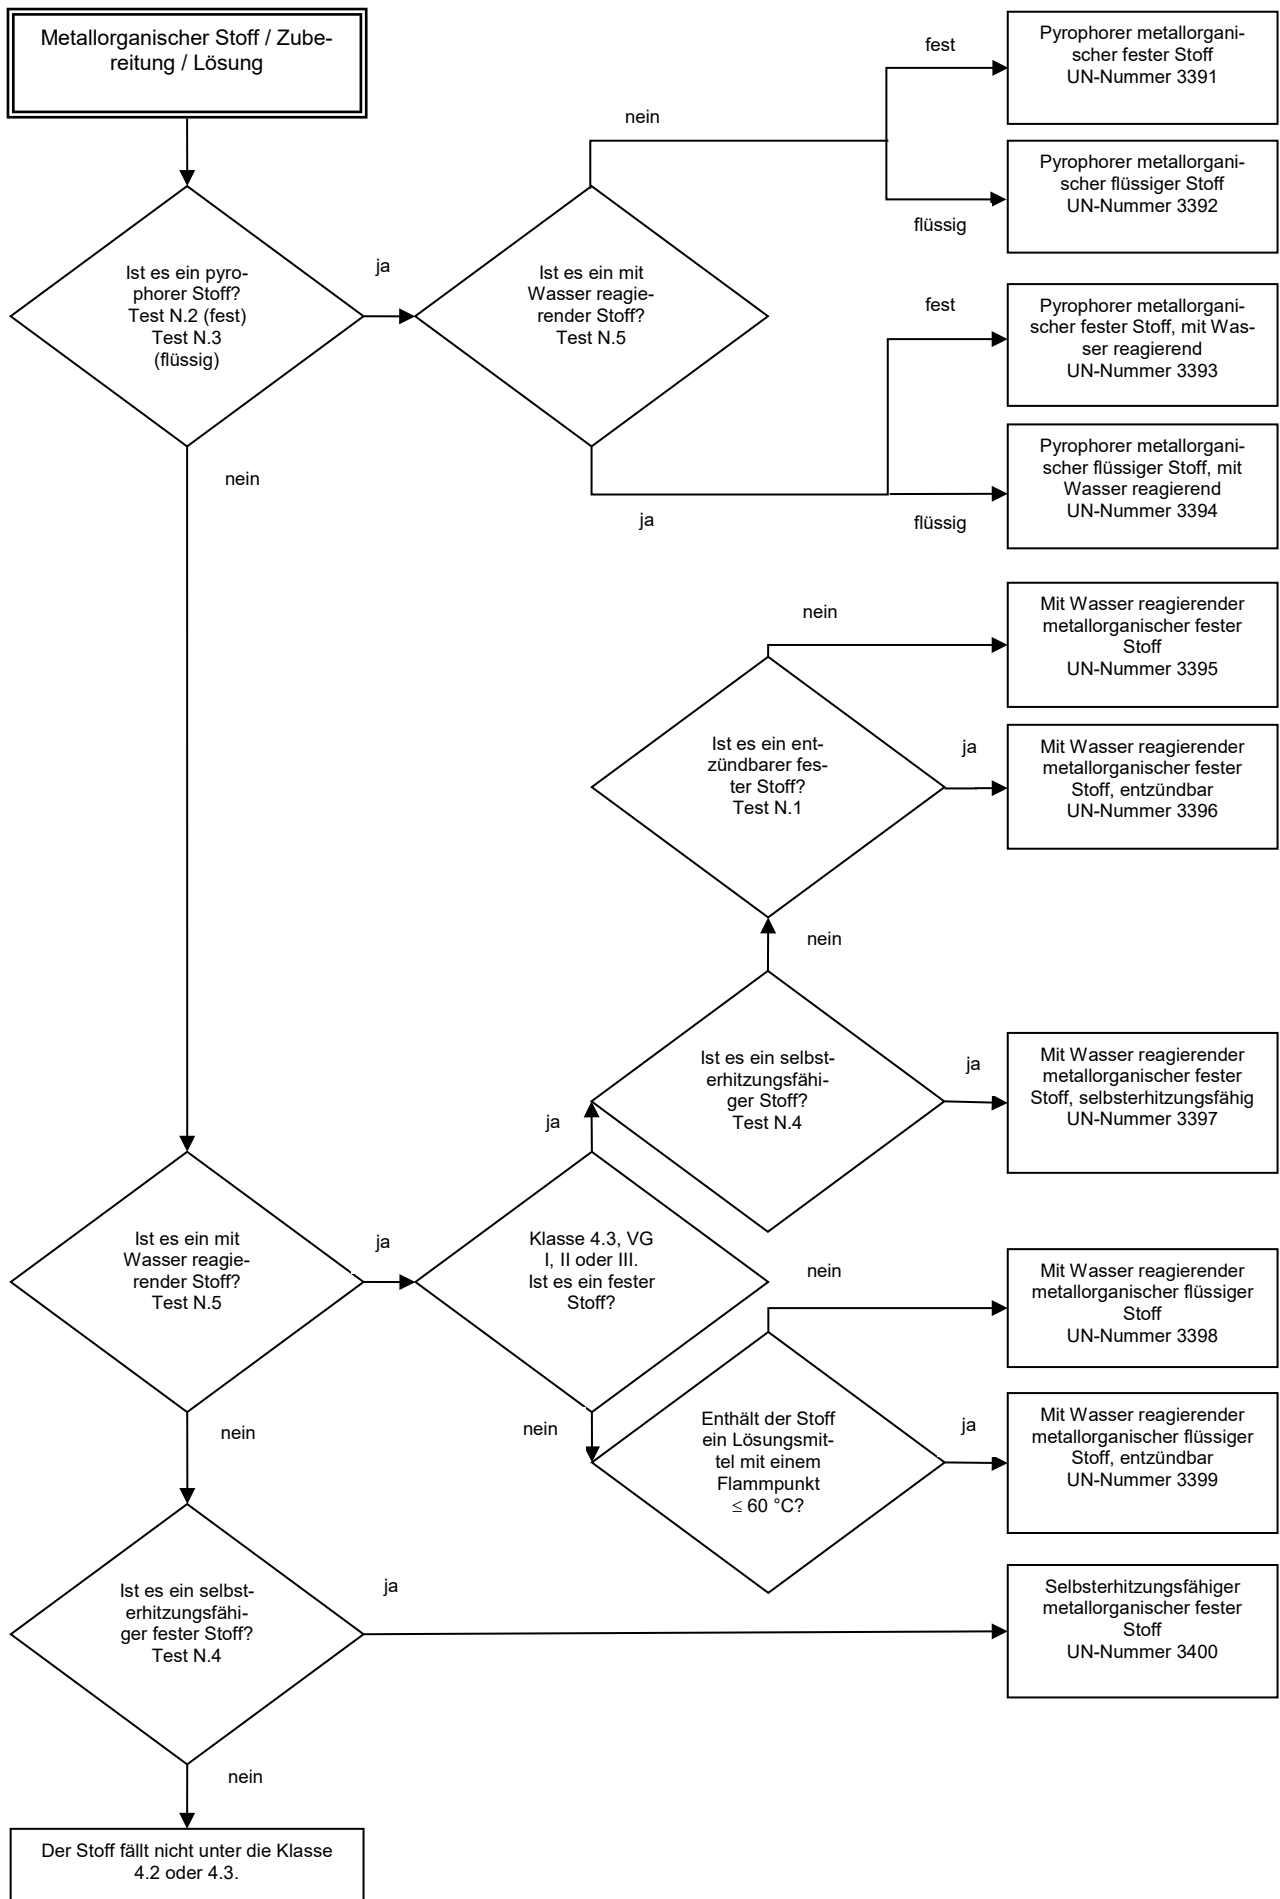 Metallorganischer Stoff / Zube-
reitung / Lösung
fest
Pyrophorer metallorgani-
scher fester Stoff
UN-Nummer 3391
nein
Pyrophorer metallorgani-
scher flüssiger Stoff
UN-Nummer 3392
flüssig
Ist es ein pyro-
phorer Stoff?
Test N.2 (fest)
Test N.3
(flüssig)
ja
Ist es ein mit
Wasser reagie-
render Stoff?
Test N.5
fest
Pyrophorer metallorgani-
scher fester Stoff, mit Was-
ser reagierend
UN-Nummer 3393
nein
ja
Pyrophorer metallorgani-
scher flüssiger Stoff, mit
Wasser reagierend
UN-Nummer 3394
flüssig
nein
Mit Wasser reagierender
metallorganischer fester
Stoff
UN-Nummer 3395
Ist es ein ent-
zündbarer fes-
ter Stoff?
Test N.1
ja
Mit Wasser reagierender
metallorganischer fester
Stoff, entzündbar
UN-Nummer 3396
nein
Ist es ein selbst-
erhitzungsfähi-
ger Stoff?
Test N.4
ja
Mit Wasser reagierender
metallorganischer fester
Stoff, selbsterhitzungsfähig
UN-Nummer 3397
ja
Ist es ein mit
Wasser reagie-
render Stoff?
Test N.5
ja
Klasse 4.3, VG
I, II oder III.
Ist es ein fester
Stoff?
nein
Mit Wasser reagierender
metallorganischer flüssiger
Stoff
UN-Nummer 3398
nein
nein
Enthält der Stoff
ein Lösungsmit-
tel mit einem
Flammpunkt
≤ 60 °C?
ja
Mit Wasser reagierender
metallorganischer flüssiger
Stoff, entzündbar
UN-Nummer 3399
Ist es ein selbst-
erhitzungsfähi-
ger fester Stoff?
Test N.4
ja
Selbsterhitzungsfähiger
metallorganischer fester
Stoff
UN-Nummer 3400
nein
Der Stoff fällt nicht unter die Klasse
4.2 oder 4.3.